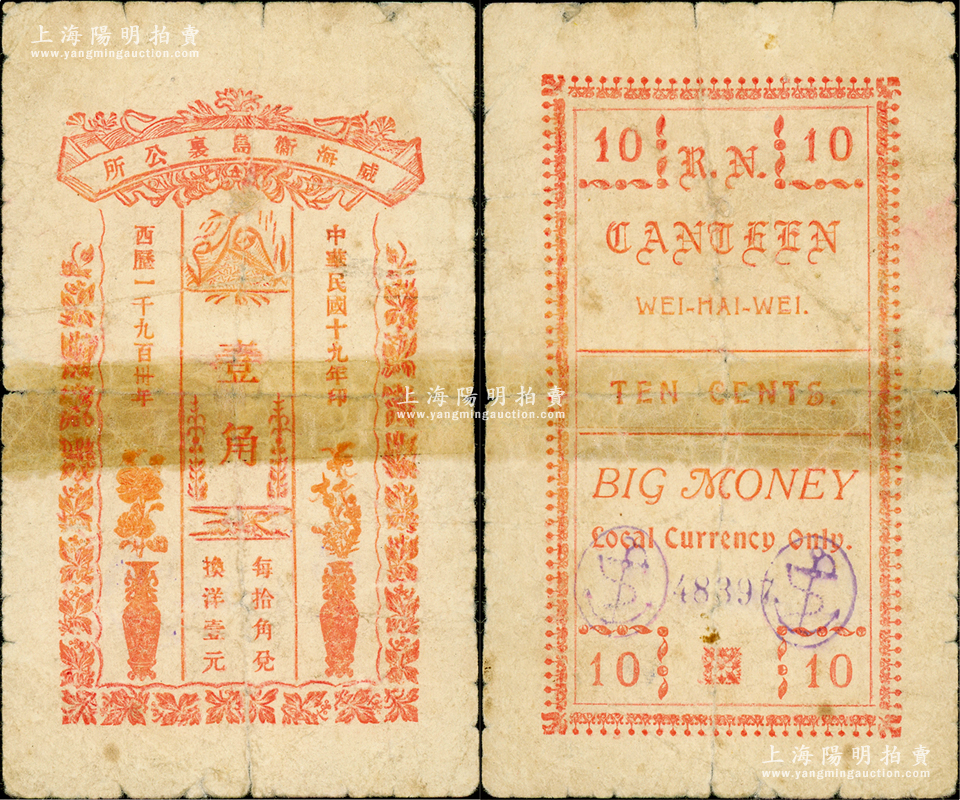 上海陽明拍賣
www.yangmingauction.com
威海衛島裏公所
中華民國十九年印
壹角
西歷一千九百卅年
每拾角兌
換洋壹元
10 10
R. N.
CANTEEN
WEI-HAI-WEI.
TEN CENTS.
BIG MONEY
Local Currency Only.
48397
10 10
上海陽明拍賣
www.yangmingauction.com
上海陽明拍賣
www.yangmingauction.com